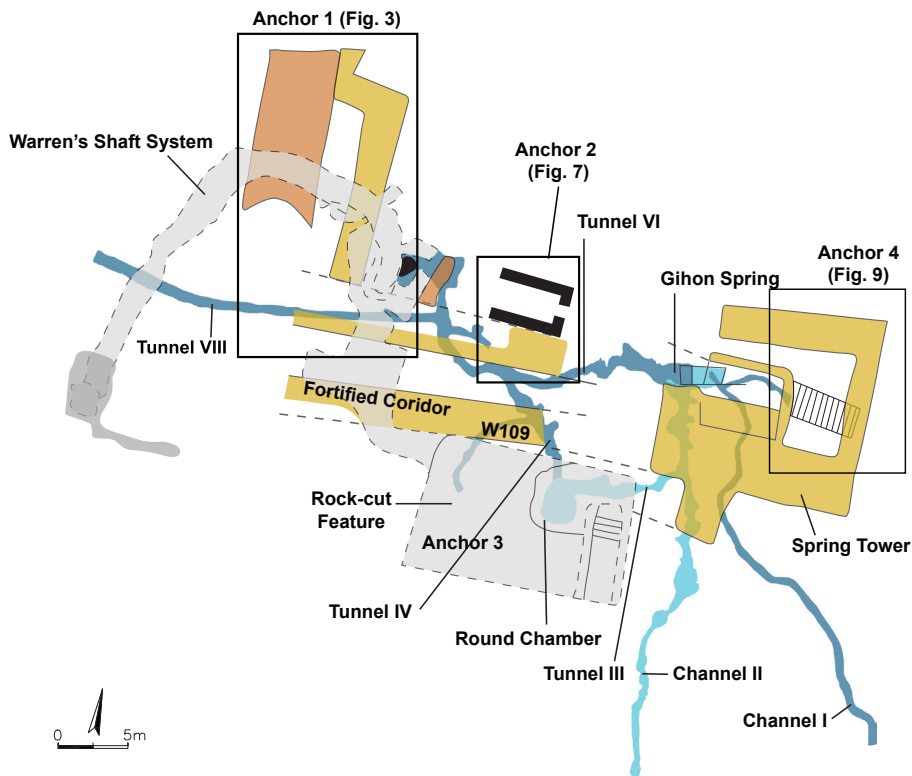 Anchor 1 (Fig. 3)
Warren's Shaft System
Anchor 2
(Fig. 7)
Tunnel VI
Anchor 4
(Fig. 9)
Gihon Spring
Tunnel VIII
Fortified Coridor
W109
Rock-cut
Feature
Anchor 3
Spring Tower
Tunnel IV
Round Chamber
Tunnel III
Channel II
Channel I
0
5m